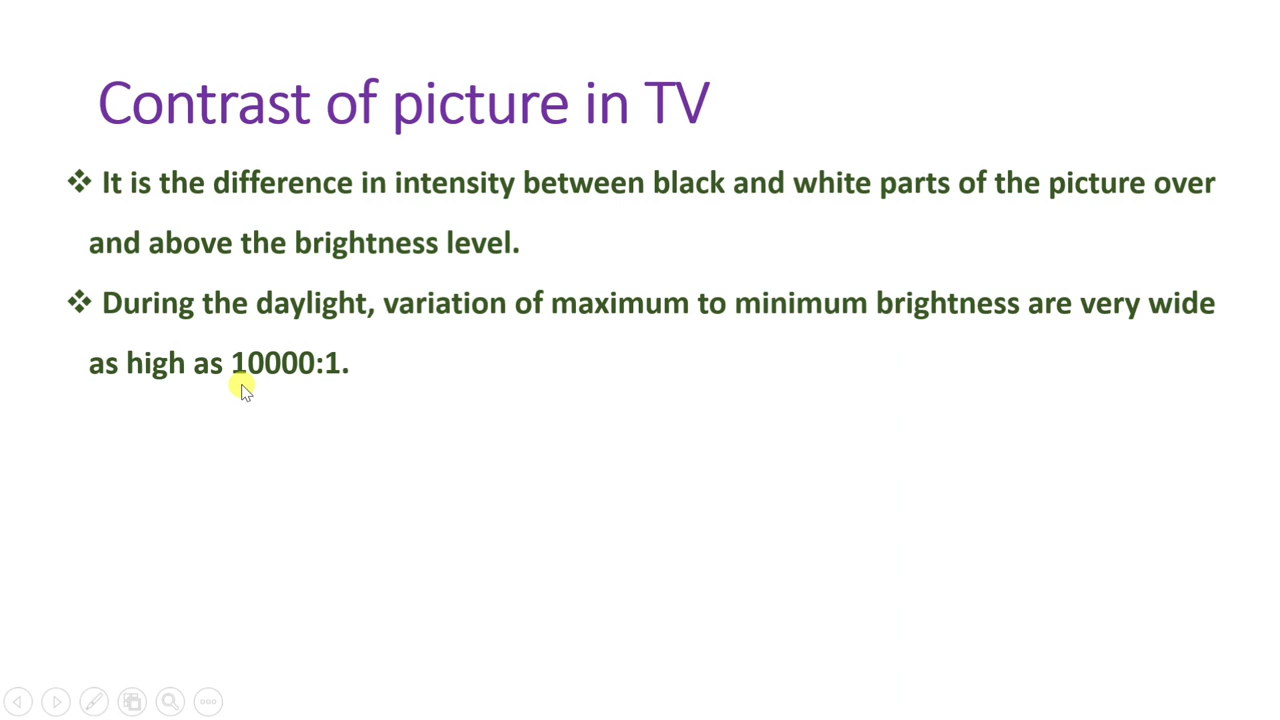 Contrast of picture in TV
❖ It is the difference in intensity between black and white parts of the picture over
and above the brightness level.
❖ During the daylight, variation of maximum to minimum brightness are very wide
as high as 10000:1.